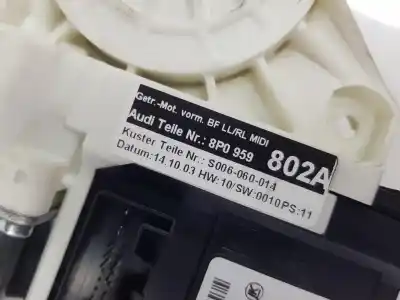 Getr.-Mot. vorm. BF LL/RL MIDI
Audi Teile Nr.: 8P0 959 802A
Küster Teile Nr.: S006-060-014
Datum:14.10.03 HW:10/SW:0010PS:11